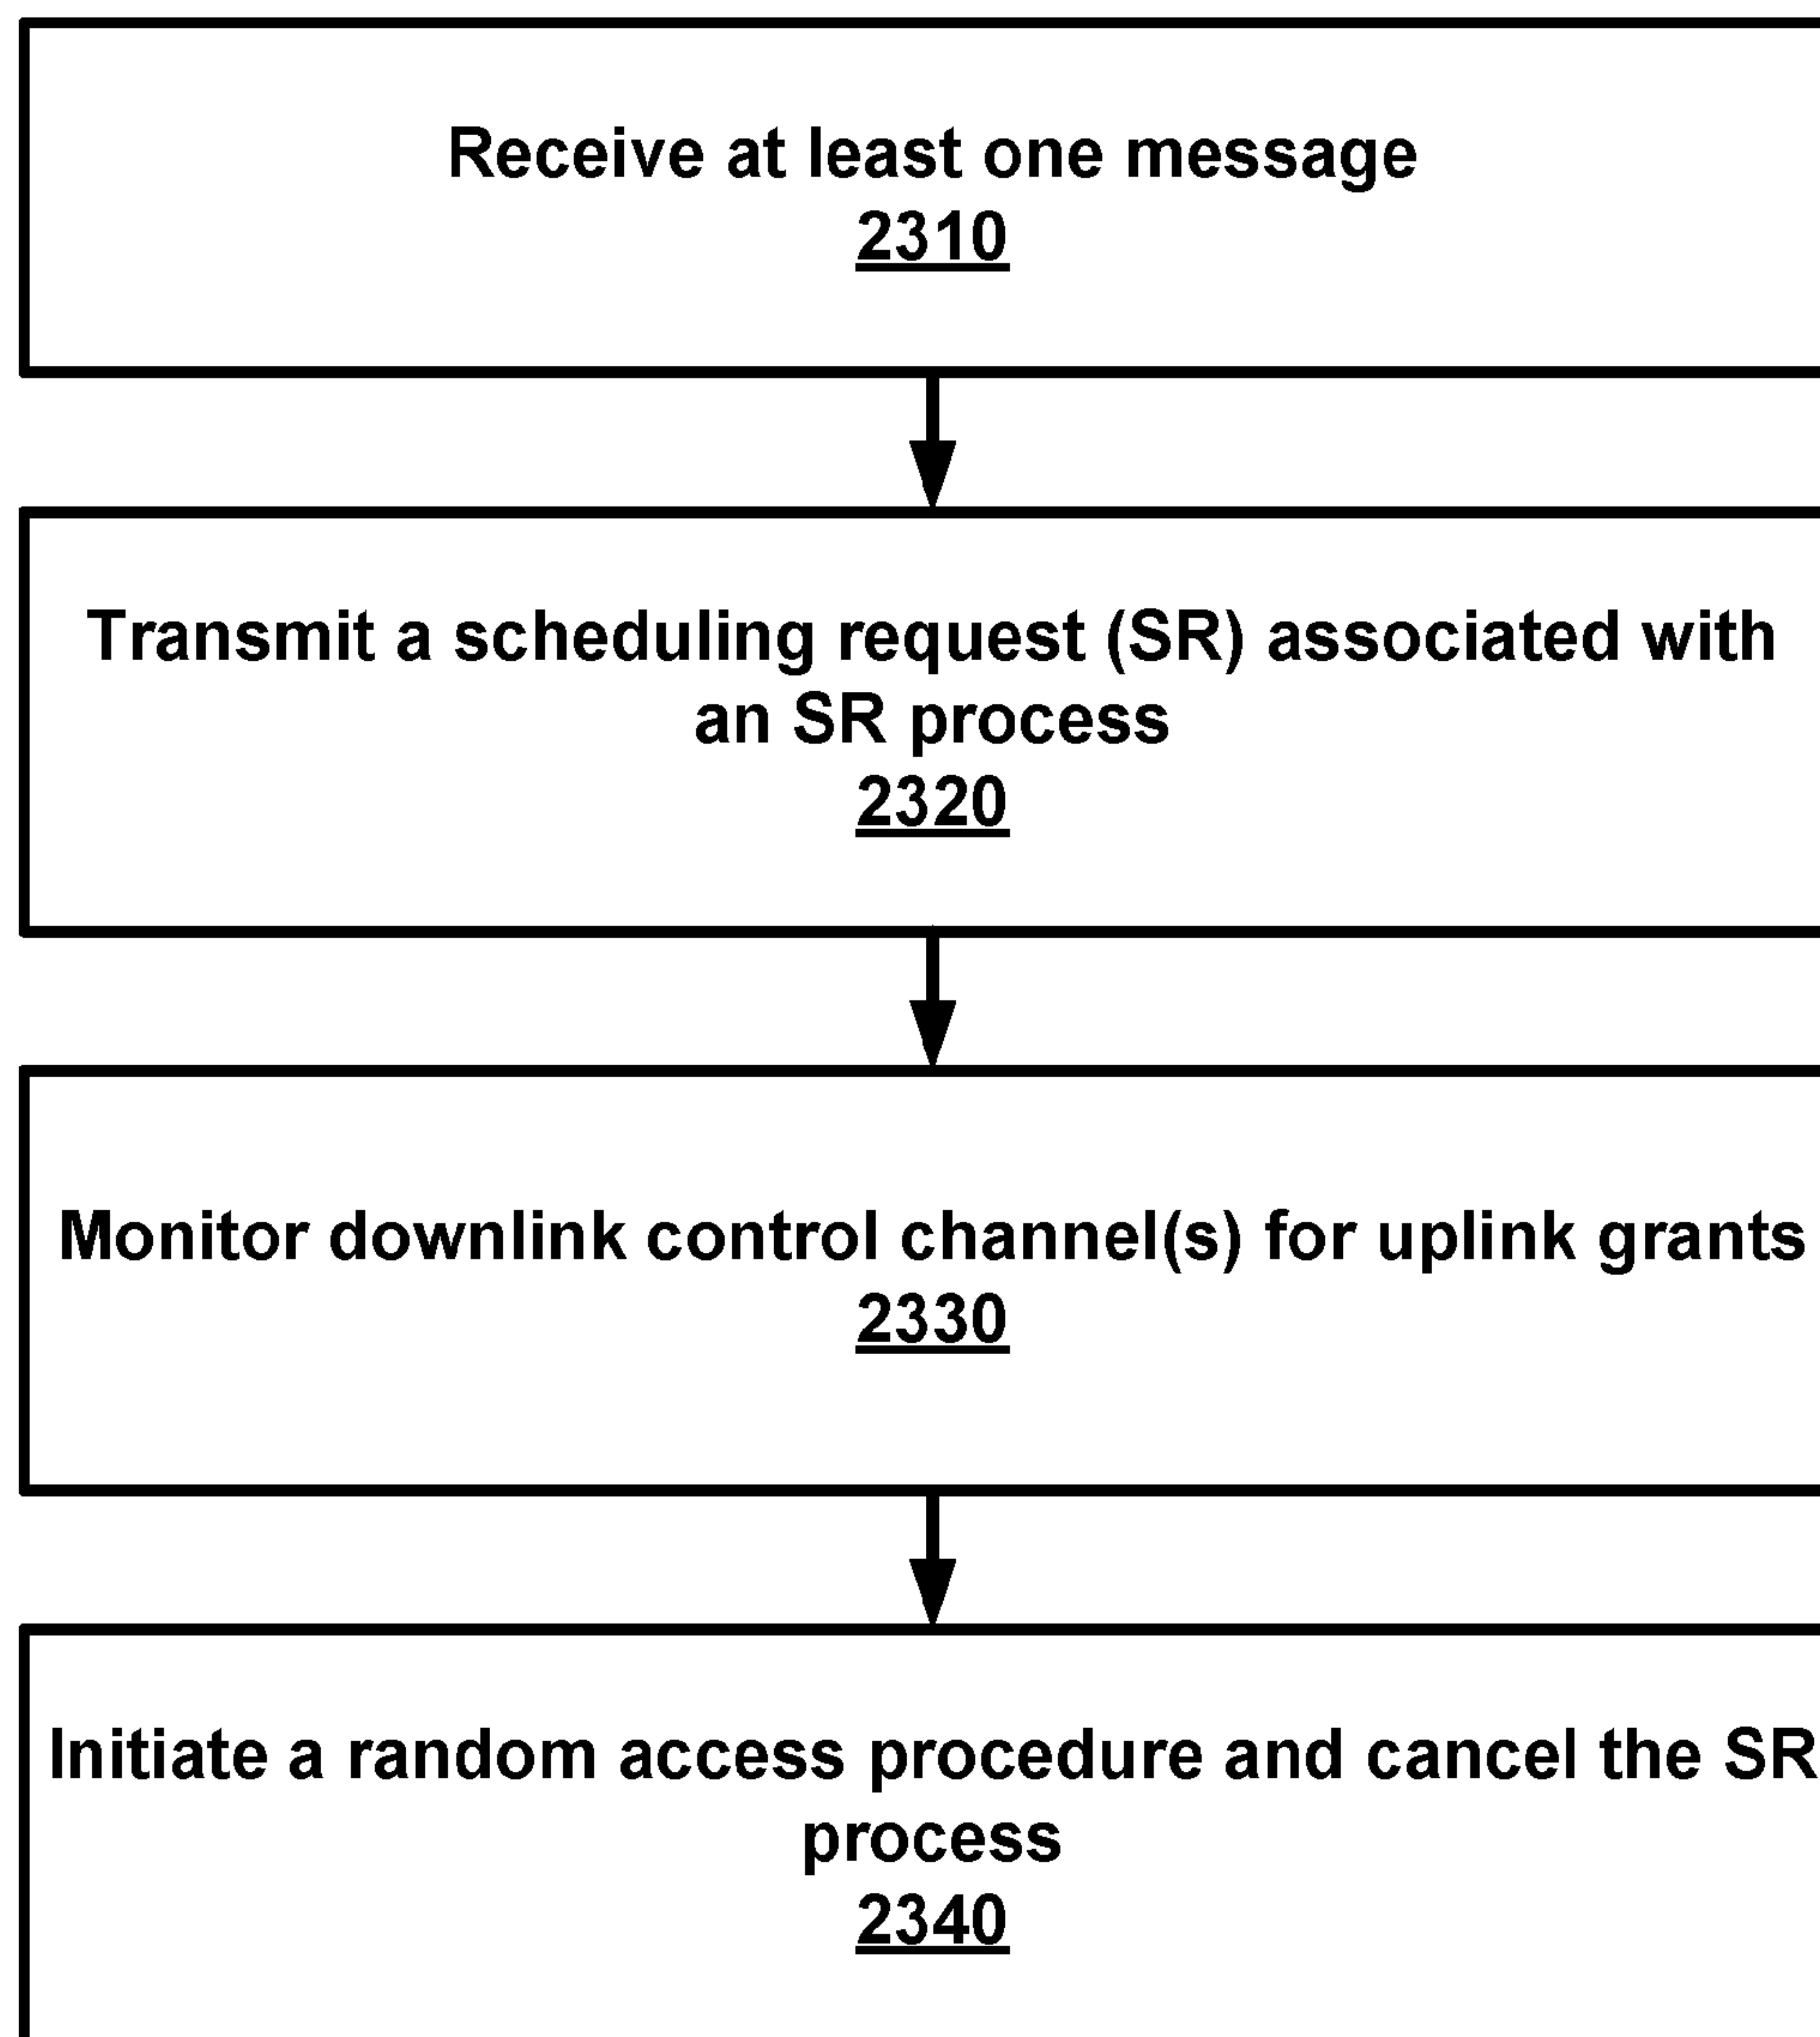 Receive at least one message
2310
Transmit a scheduling request (SR) associated with
an SR process
2320
Monitor downlink control channel(s) for uplink grants
2330
Initiate a random access procedure and cancel the SR
process
2340